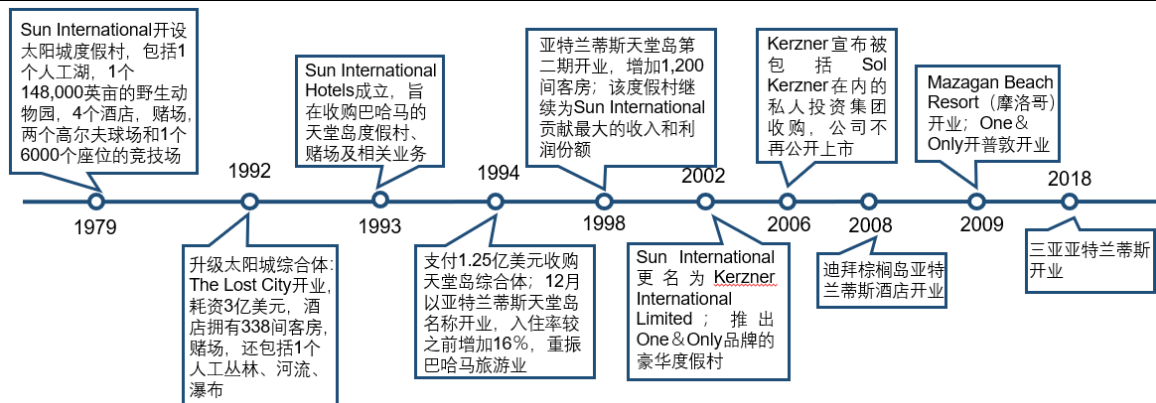 Sun International开设
太阳城度假村，包括1
个人工湖，1个
148,000英亩的野生动
物园，4个酒店，赌场，
两个高尔夫球场和1个
6000个座位的竞技场
1979
1992
升级太阳城综合体：
The Lost City开业，
耗资3亿美元，酒
店拥有338间客房，
赌场，还包括1个
人工丛林、河流、
瀑布
Sun International
Hotels成立，旨
在收购巴哈马的
天堂岛度假村、
赌场及相关业务
1993
1994
支付1.25亿美元收购
天堂岛综合体；12月
以亚特兰蒂斯天堂岛
名称开业，入住率较
之前增加16%，重振
巴哈马旅游业
亚特兰蒂斯天堂岛第
二期开业，增加1,200
间客房；该度假村继
续为Sun International
贡献最大的收入和利
润份额
1998
2002
Sun International
更名为Kerzner
International
Limited；推出
One＆Only品牌的
豪华度假村
Kerzner宣布被
包括Sol
Kerzner在内的
私人投资集团
收购，公司不
再公开上市
2006
2008
迪拜棕榈岛亚特
兰蒂斯酒店开业
Mazagan Beach
Resort（摩洛哥）
开业；One＆
Only开普敦开业
2009
2018
三亚亚特兰蒂斯
开业